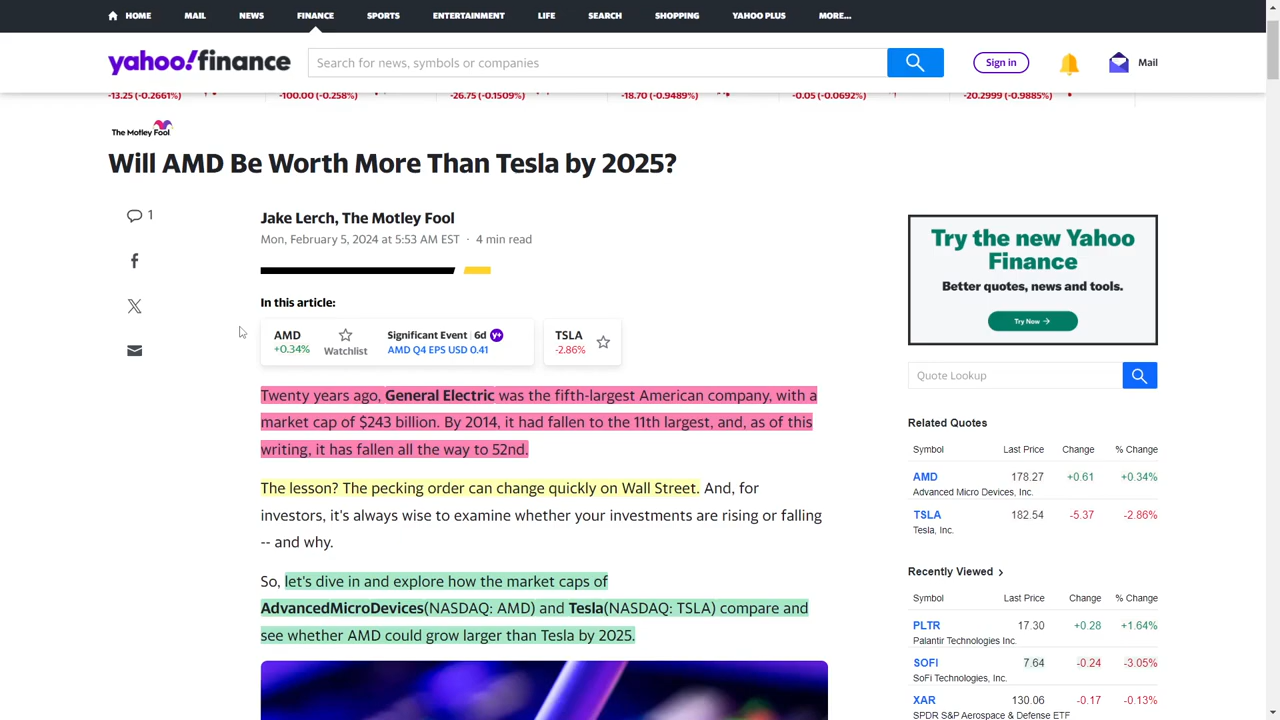 HOME MAIL NEWS FINANCE SPORTS ENTERTAINMENT LIFE SEARCH SHOPPING YAHOO PLUS MORE...
yahoo!finance
Search for news, symbols or companies
Sign in
Mail
-13.25 (-0.2661%) -100.00 (-0.258%) -26.75 (-0.1509%) -18.70 (-0.9489%) -0.05 (-0.0692%) -20.2999 (-0.9885%)
The Motley Fool
Will AMD Be Worth More Than Tesla by 2025?
1
Jake Lerch, The Motley Fool
Mon, February 5, 2024 at 5:53 AM EST · 4 min read
In this article:
AMD
+0.34%
Watchlist
Significant Event 6d Y+
AMD Q4 EPS USD 0.41
TSLA
-2.86%
Twenty years ago, General Electric was the fifth-largest American company, with a
market cap of $243 billion. By 2014, it had fallen to the 11th largest, and, as of this
writing, it has fallen all the way to 52nd.
The lesson? The pecking order can change quickly on Wall Street. And, for
investors, it's always wise to examine whether your investments are rising or falling
-- and why.
So, let's dive in and explore how the market caps of
AdvancedMicroDevices(NASDAQ: AMD) and Tesla(NASDAQ: TSLA) compare and
see whether AMD could grow larger than Tesla by 2025.
Try the new Yahoo
Finance
Better quotes, news and tools.
Try Now →
Quote Lookup
Related Quotes
Symbol Last Price Change % Change
AMD 178.27 +0.61 +0.34%
Advanced Micro Devices, Inc.
TSLA 182.54 -5.37 -2.86%
Tesla, Inc.
Recently Viewed
Symbol Last Price Change % Change
PLTR 17.30 +0.28 +1.64%
Palantir Technologies Inc.
SOFI 7.64 -0.24 -3.05%
SoFi Technologies, Inc.
XAR 130.06 -0.17 -0.13%
SPDR S&P Aerospace & Defense ETF